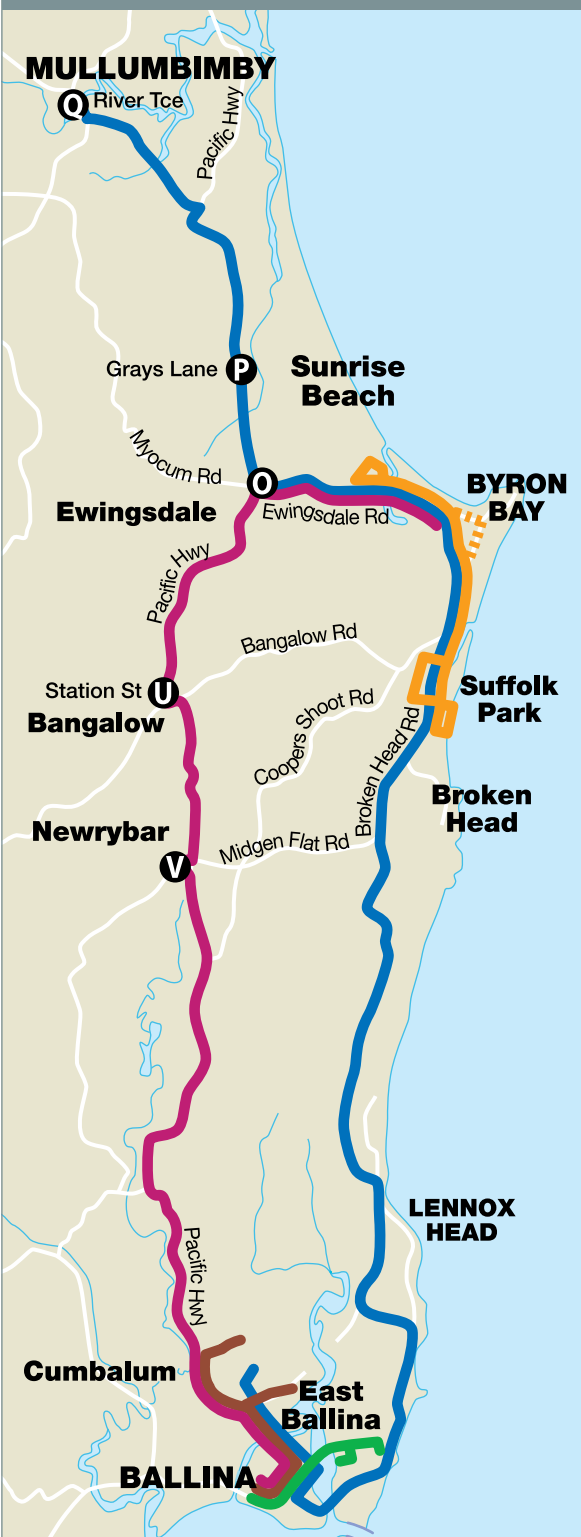 MULLUMBIMBY
Q River Tce
Pacific Hwy
Grays Lane P
Sunrise
Beach
Myocum Rd
O
BYRON
BAY
Ewingsdale
Ewingsdale Rd
Pacific Hwy
Bangalow Rd
Station St U
Bangalow
Suffolk
Park
Coopers Shoot Rd
Broken Head Rd
Broken
Head
Newrybar
V
Midgen Flat Rd
LENNOX
HEAD
Pacific Hwy
Cumbalum
East
Ballina
BALLINA